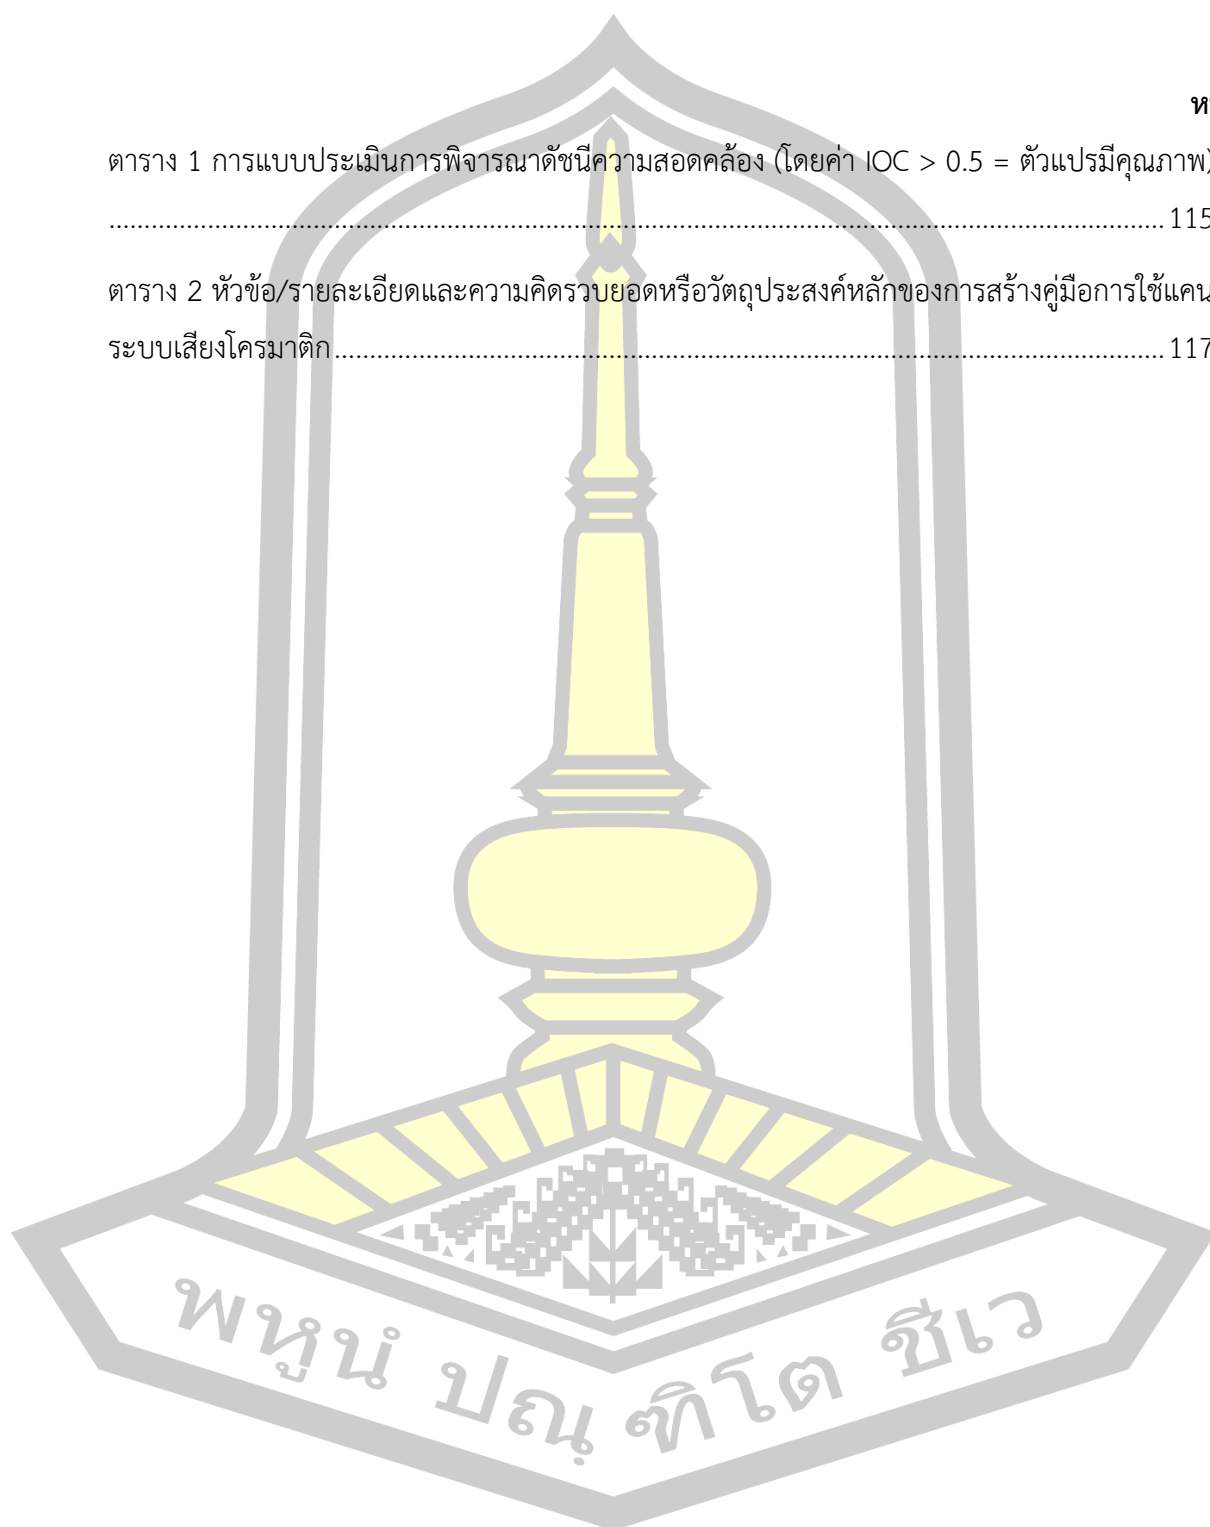 ตาราง 1 การแบบประเมินการพิจารณาดัชนีความสอดคล้อง (โดยค่า IOC > 0.5 = ตัวแปรมีคุณภาพ)
............................................................................................................................................................................................ 115
ตาราง 2 หัวข้อ/รายละเอียดและความคิดรวบยอดหรือวัตถุประสงค์หลักของการสร้างคู่มือการใช้แคน
ระบบเสียงโครมาติก.................................................................................................................................................... 117
พหูนํ ปณฺฑิโต ชีเว